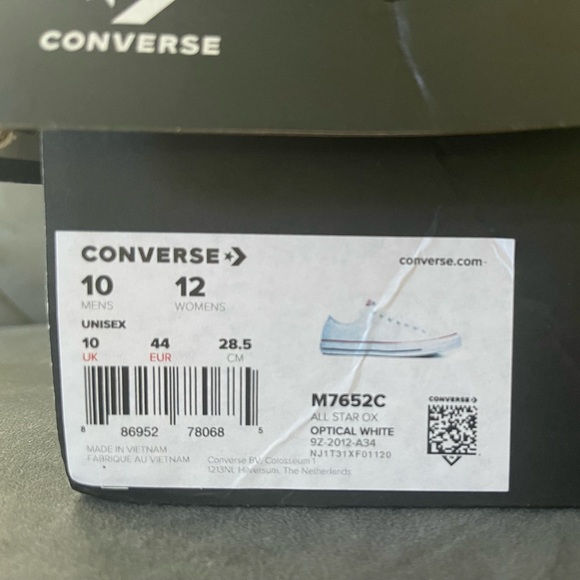 CONVERSE
CONVERSE
converse.com
10 12
MENS WOMENS
UNISEX
10 44 28.5
UK EUR CM
8 86952 78068 5
MADE IN VIETNAM
FABRIQUE AU VIETNAM
Converse BV, Colosseum 1
1213NL Hilversum, The Netherlands
M7652C
ALL STAR OX
OPTICAL WHITE
9Z-2012-A34
NJ1T31XF01120
CONVERSE